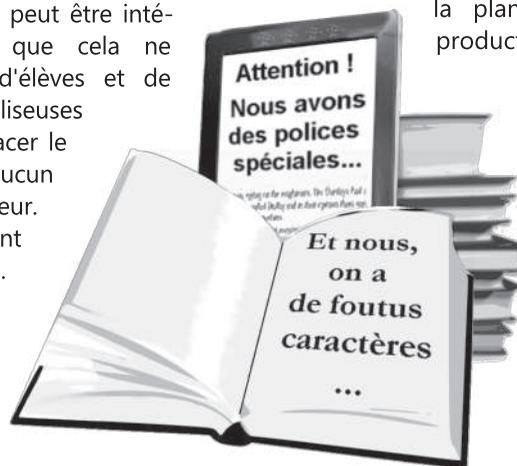 peut être inté-
que cela ne
d'élèves et de
liseuses
acer le
ucun
eur.
nt
.
la plan
product
Attention !
Nous avons
des polices
spéciales...
Et nous,
on a
de foutus
caractères
...